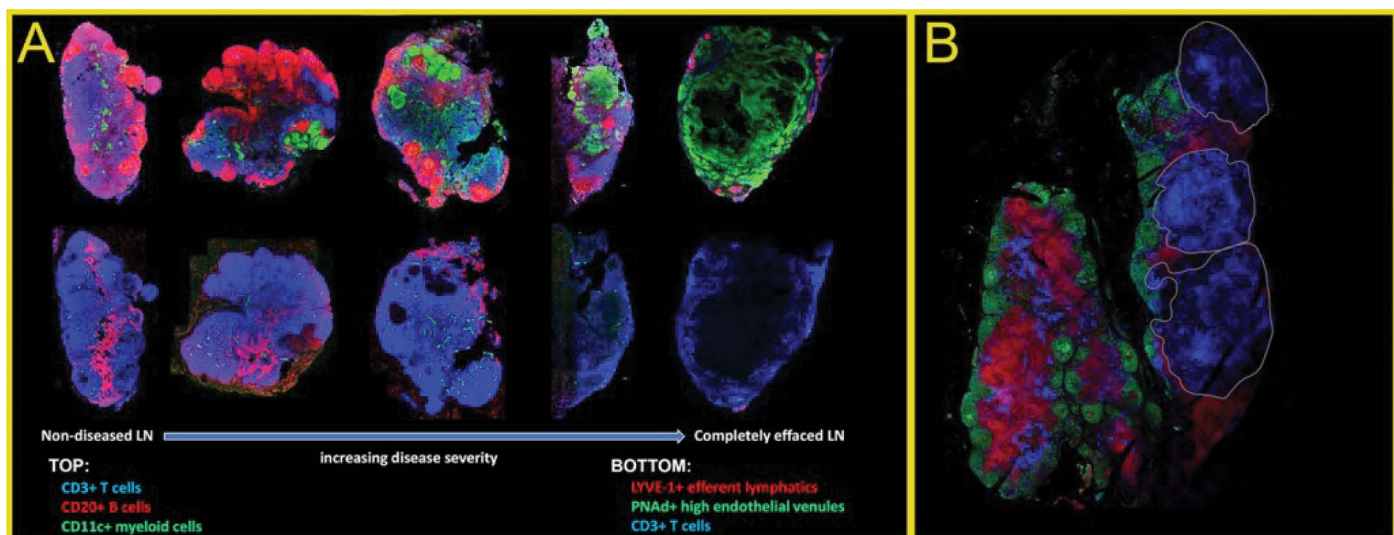 A
B
Non-diseased LN
Completely effaced LN
increasing disease severity
TOP:
CD3+ T cells
CD20+ B cells
CD11c+ myeloid cells
BOTTOM:
LYVE-1+ efferent lymphatics
PNAd+ high endothelial venules
CD3+ T cells